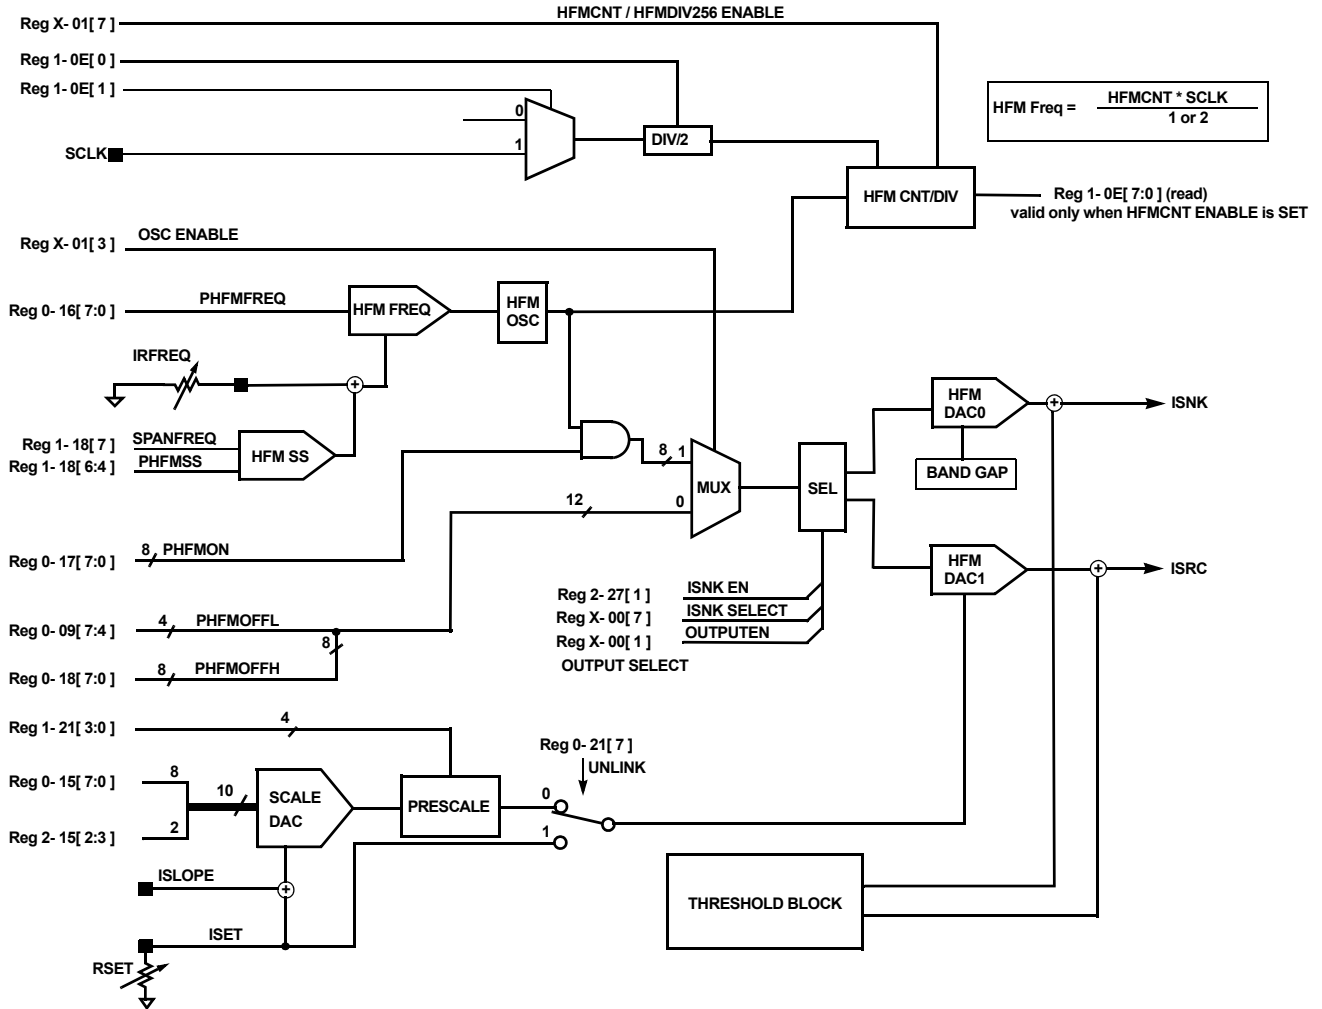 HFMCNT / HFMDIV256 ENABLE
Reg X- 01[ 7 ]
Reg 1- 0E[ 0 ]
Reg 1- 0E[ 1 ]
0
1
SCLK
DIV/2
HFM Freq =
HFMCNT * SCLK
1 or 2
HFM CNT/DIV
Reg 1- 0E[ 7:0 ] (read)
valid only when HFMCNT ENABLE is SET
Reg X- 01[ 3 ]
OSC ENABLE
Reg 0- 16[ 7:0 ]
PHFMFREQ
HFM FREQ
HFM
OSC
IRFREQ
+
Reg 1- 18[ 7 ]
SPANFREQ
Reg 1- 18[ 6:4 ]
PHFMSS
HFM SS
8
1
MUX
0
12
SEL
HFM
DAC0
+
ISNK
BAND GAP
Reg 0- 17[ 7:0 ]
8
PHFMON
HFM
DAC1
+
ISRC
Reg 2- 27[ 1 ]
ISNK EN
Reg X- 00[ 7 ]
ISNK SELECT
Reg X- 00[ 1 ]
OUTPUTEN
OUTPUT SELECT
Reg 0- 09[ 7:4 ]
4
PHFMOFFL
8
Reg 0- 18[ 7:0 ]
8
PHFMOFFH
Reg 1- 21[ 3:0 ]
4
Reg 0- 21[ 7 ]
UNLINK
Reg 0- 15[ 7:0 ]
8
10
SCALE
DAC
PRESCALE
0
1
Reg 2- 15[ 2:3 ]
2
ISLOPE
+
THRESHOLD BLOCK
ISET
RSET